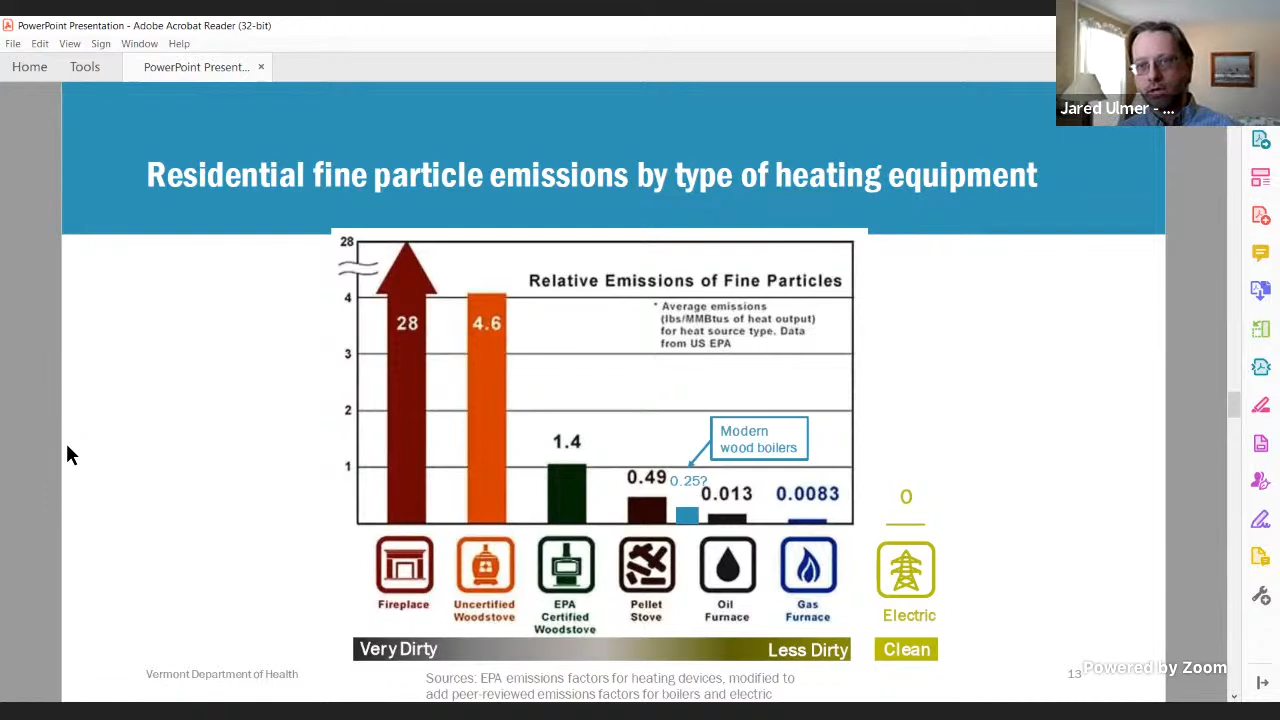 PowerPoint Presentation - Adobe Acrobat Reader (32-bit)
File Edit View Sign Window Help
Home Tools PowerPoint Present... ×
Jared Ulmer - ...
Residential fine particle emissions by type of heating equipment
28
Relative Emissions of Fine Particles
* Average emissions
(lbs/MMBtus of heat output)
for heat source type. Data
from US EPA
4
3
2
1
28
4.6
1.4
0.49
0.25?
0.013
0.0083
0
Modern
wood boilers
Fireplace
Uncertified
Woodstove
EPA
Certified
Woodstove
Pellet
Stove
Oil
Furnace
Gas
Furnace
Electric
Very Dirty
Less Dirty
Clean
Vermont Department of Health
Sources: EPA emissions factors for heating devices, modified to
add peer-reviewed emissions factors for boilers and electric
13
Powered by Zoom